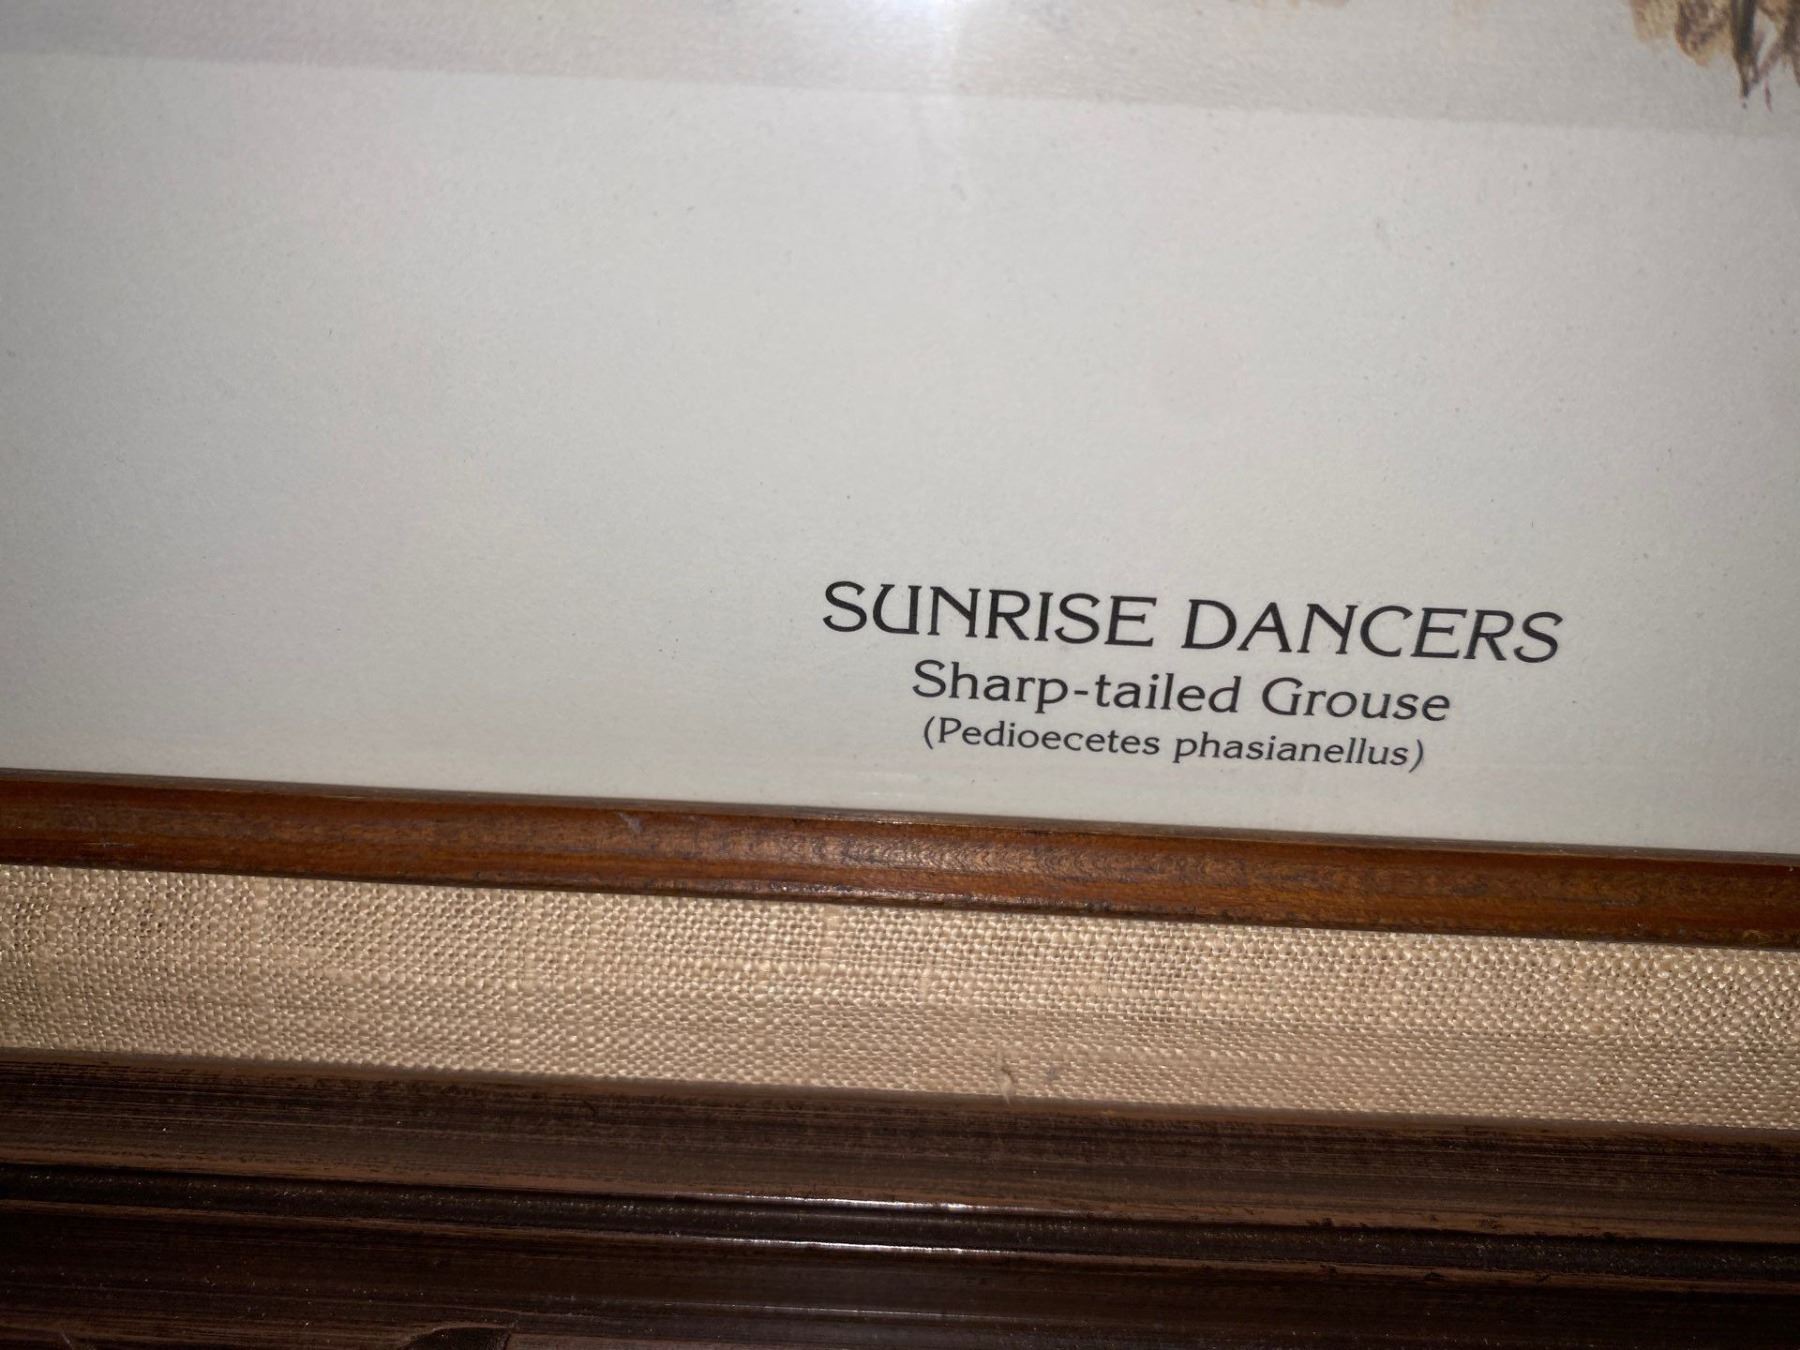 SUNRISE DANCERS
Sharp-tailed Grouse
(Pedioecetes phasianellus)